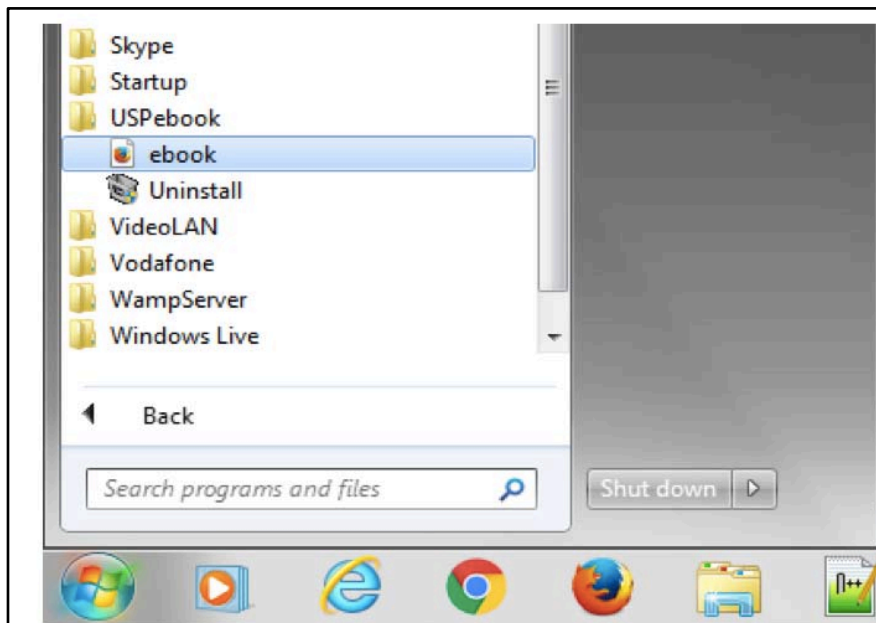 Skype
Startup
USPebook
ebook
Uninstall
VideoLAN
Vodafone
WampServer
Windows Live
Back
Search programs and files
Shut down
n++